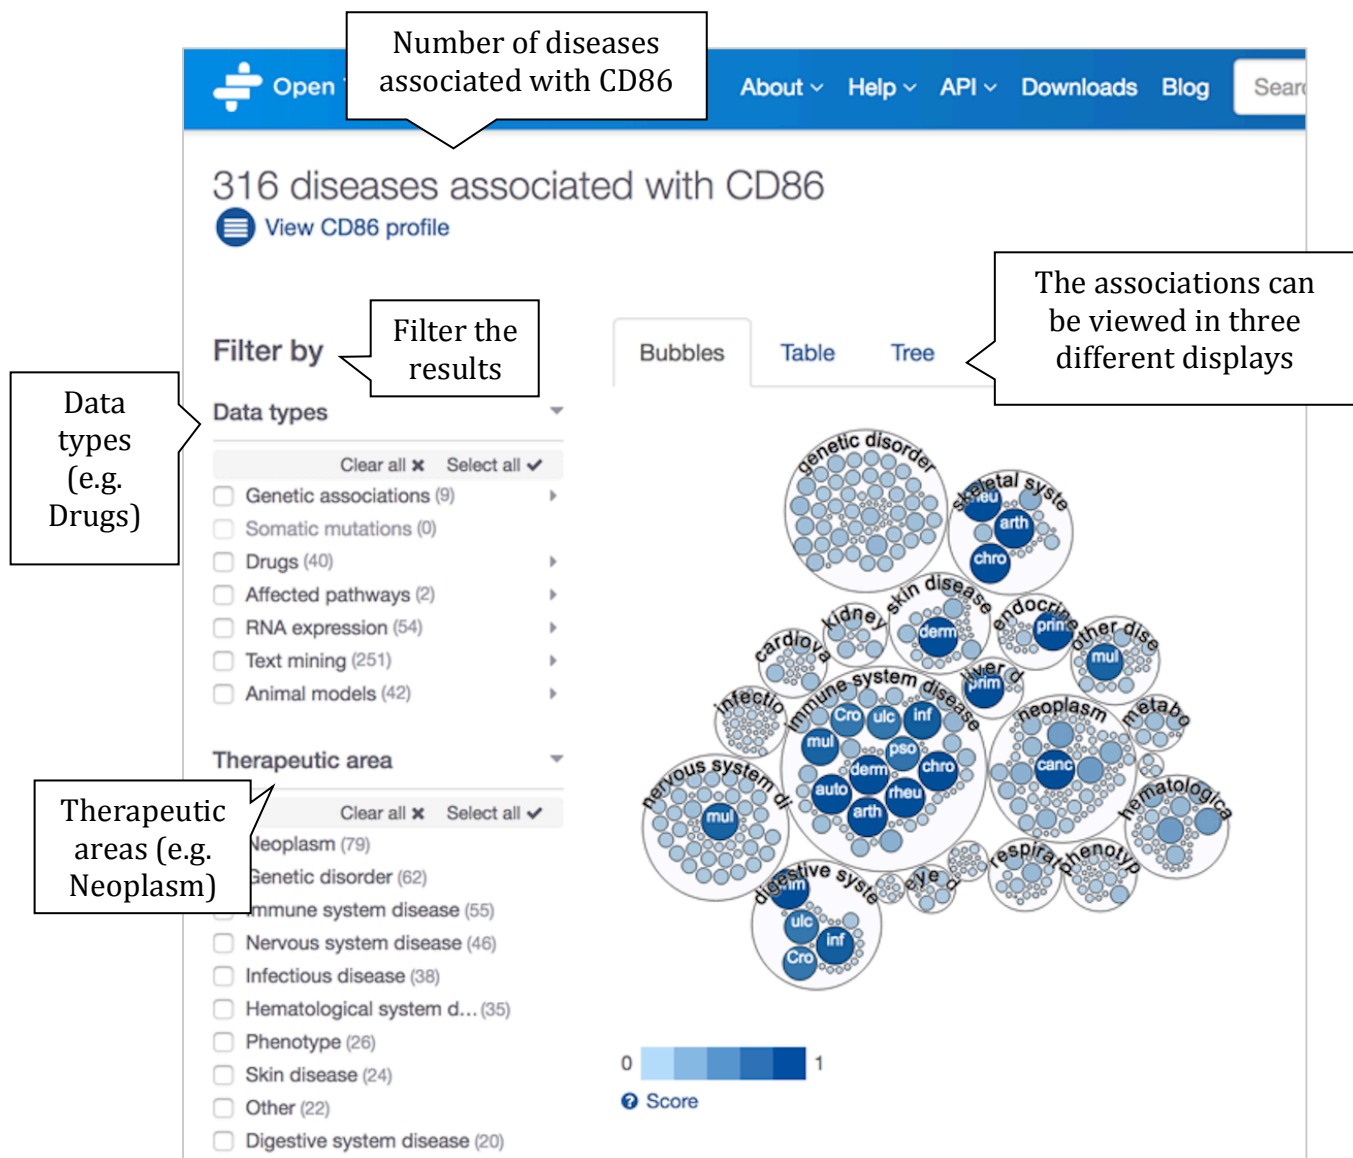 Number of diseases
associated with CD86
Open
About
Help
API
Downloads
Blog
Sear
316 diseases associated with CD86
View CD86 profile
The associations can
be viewed in three
different displays
Filter by
Filter the
results
Bubbles
Table
Tree
Data
types
(e.g.
Drugs)
Data types
Clear all ✖ Select all ✔
Genetic associations (9)
Somatic mutations (0)
Drugs (40)
Affected pathways (2)
RNA expression (54)
Text mining (251)
Animal models (42)
Therapeutic area
Therapeutic
areas (e.g.
Neoplasm)
Clear all ✖ Select all ✔
Neoplasm (79)
Genetic disorder (62)
Immune system disease (55)
Nervous system disease (46)
Infectious disease (38)
Hematological system d... (35)
Phenotype (26)
Skin disease (24)
Other (22)
Digestive system disease (20)
genetic disorder
skeletal syste
arth
chro
skin disease
derm
kidney
endocrine
prim
other dise
mul
cardiova
liver d
prim
infectio
immune system disease
Cro
ulc
inf
mul
pso
derm
chro
auto
rheu
arth
neoplasm
canc
metabo
nervous system di
mul
hematologica
digestive syste
ulc
inf
Cro
eye d
respirat
phenotyp
0
1
Score